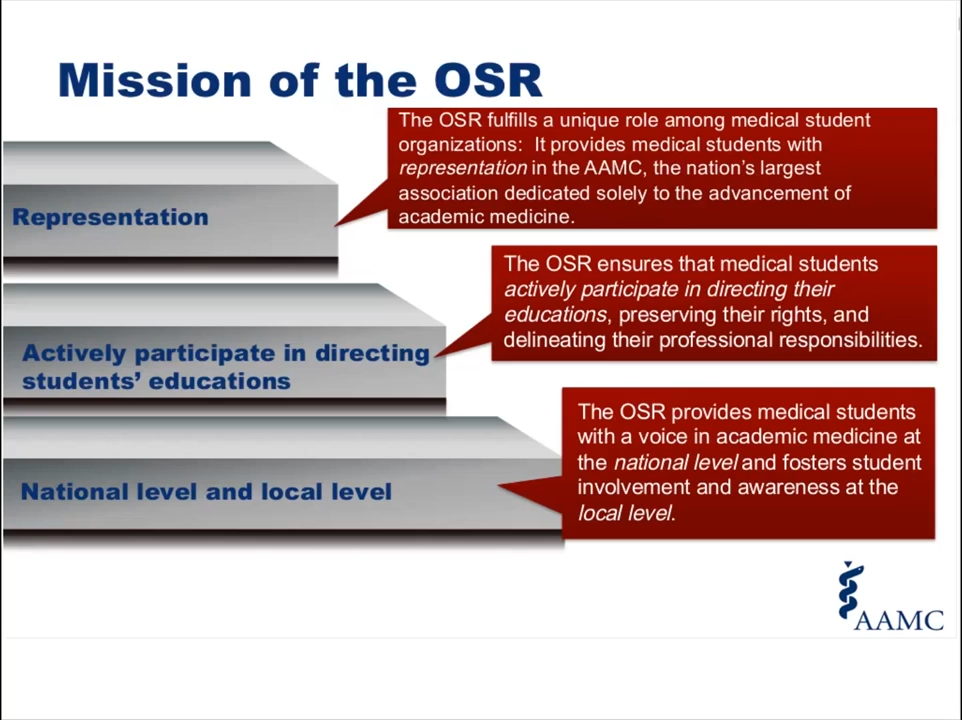 Mission of the OSR
The OSR fulfills a unique role among medical student
organizations:  It provides medical students with
representation in the AAMC, the nation's largest
association dedicated solely to the advancement of
academic medicine.
Representation
The OSR ensures that medical students
actively participate in directing their
educations, preserving their rights, and
delineating their professional responsibilities.
Actively participate in directing
students' educations
The OSR provides medical students
with a voice in academic medicine at
the national level and fosters student
involvement and awareness at the
local level.
National level and local level
AAMC